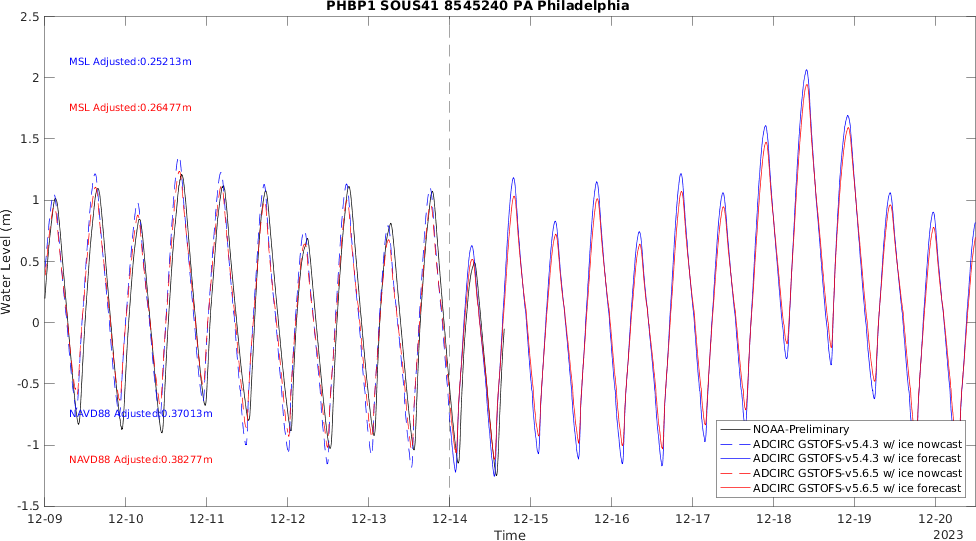 PHBP1 SOUS41 8545240 PA Philadelphia
2.5
2
1.5
1
0.5
0
-0.5
-1
-1.5
Water Level (m)
MSL Adjusted:0.25213m
MSL Adjusted:0.26477m
NAVD88 Adjusted:0.37013m
NAVD88 Adjusted:0.38277m
NOAA-Preliminary
ADCIRC GSTOFS-v5.4.3 w/ ice nowcast
ADCIRC GSTOFS-v5.4.3 w/ ice forecast
ADCIRC GSTOFS-v5.6.5 w/ ice nowcast
ADCIRC GSTOFS-v5.6.5 w/ ice forecast
12-09 12-10 12-11 12-12 12-13 12-14 12-15 12-16 12-17 12-18 12-19 12-20
Time
2023